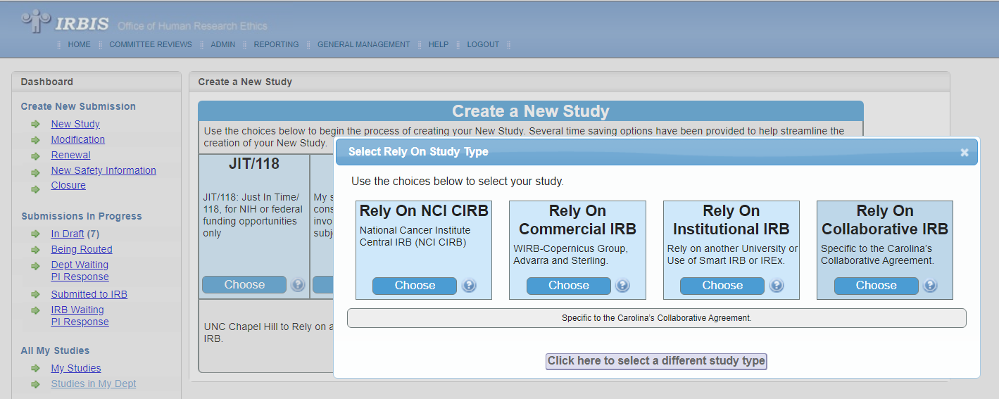 IRBIS Office of Human Research Ethics
HOME COMMITTEE REVIEWS ADMIN REPORTING GENERAL MANAGEMENT HELP LOGOUT
Dashboard
Create New Submission
New Study
Modification
Renewal
New Safety Information
Closure
Submissions In Progress
In Draft (7)
Being Routed
Dept Waiting
PI Response
Submitted to IRB
IRB Waiting
PI Response
All My Studies
My Studies
Studies in My Dept
Create a New Study
Create a New Study
Use the choices below to begin the process of creating your New Study. Several time saving options have been provided to help streamline the
creation of your New Study.
JIT/118
JIT/118: Just In Time/
118, for NIH or federal
funding opportunities
only
Choose ?
My s
cons
invo
subj
UNC Chapel Hill to Rely on a
IRB.
Select Rely On Study Type ×
Use the choices below to select your study.
Rely On NCI CIRB
National Cancer Institute
Central IRB (NCI CIRB)
Choose ?
Rely On
Commercial IRB
WIRB-Copernicus Group,
Advarra and Sterling.
Choose ?
Rely On
Institutional IRB
Rely on another University or
Use of Smart IRB or IREx.
Choose ?
Rely On
Collaborative IRB
Specific to the Carolina’s
Collaborative Agreement.
Choose ?
Specific to the Carolina’s Collaborative Agreement.
Click here to select a different study type